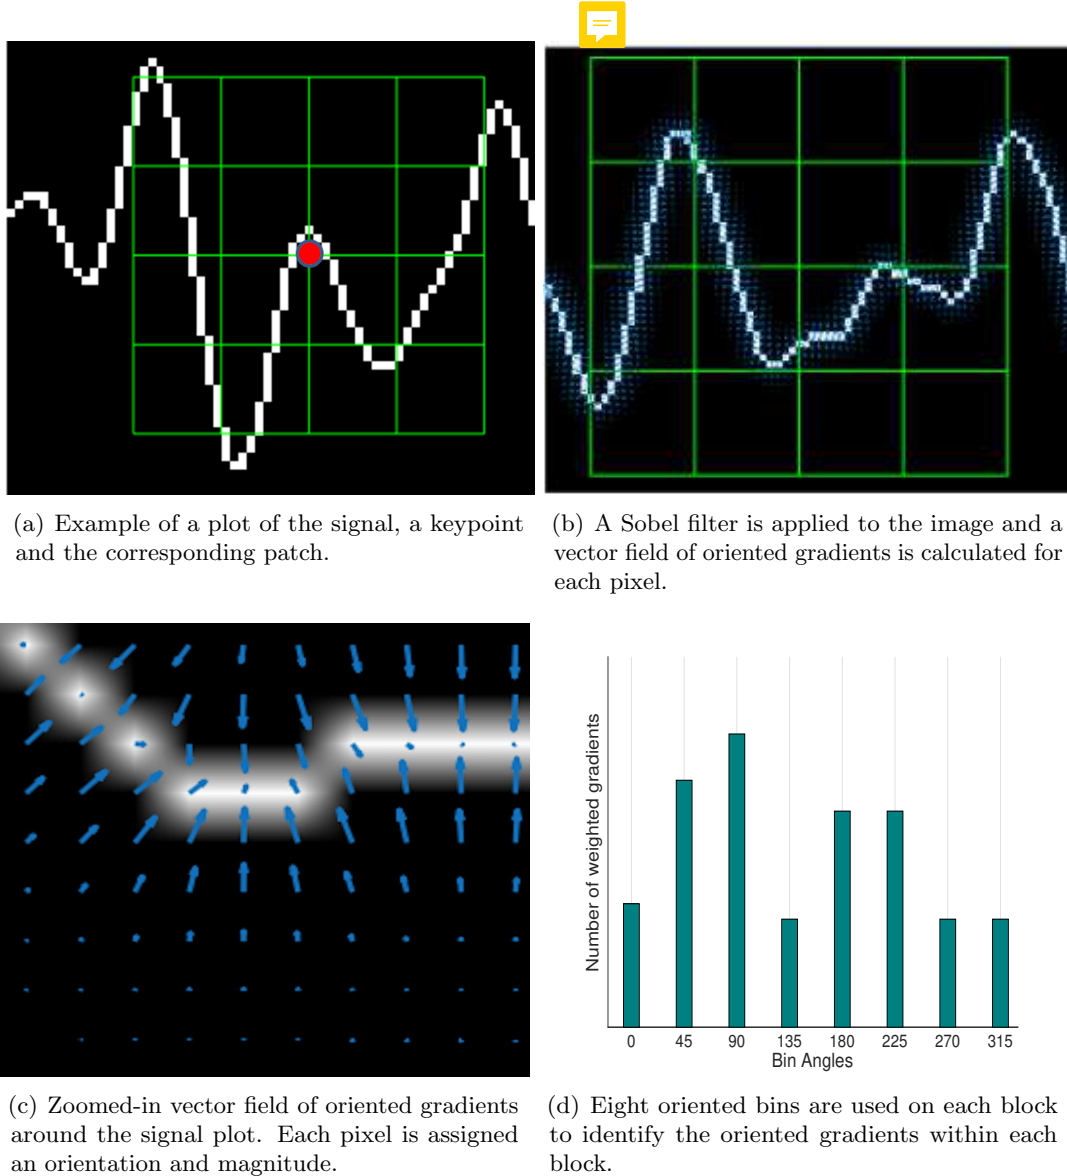 (a) Example of a plot of the signal, a keypoint
and the corresponding patch.
(b) A Sobel filter is applied to the image and a
vector field of oriented gradients is calculated for
each pixel.
Number of weighted gradients
0 45 90 135 180 225 270 315
Bin Angles
(c) Zoomed-in vector field of oriented gradients
around the signal plot. Each pixel is assigned
an orientation and magnitude.
(d) Eight oriented bins are used on each block
to identify the oriented gradients within each
block.